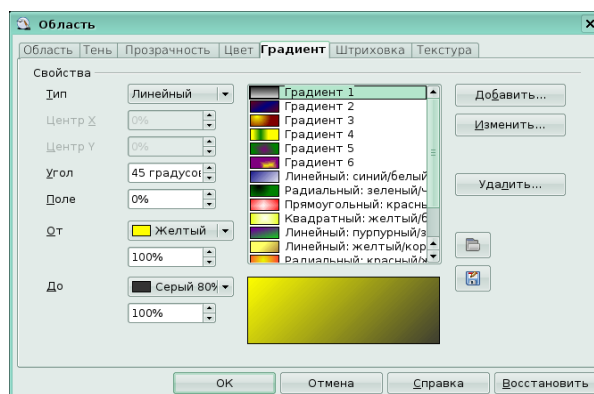 Область
Область Тень Прозрачность Цвет Градиент Штриховка Текстура
Свойства
Тип Линейный
Центр X 0%
Центр Y 0%
Угол 45 градусов
Поле 0%
От Желтый
100%
До Серый 80%
100%
Градиент 1
Градиент 2
Градиент 3
Градиент 4
Градиент 5
Градиент 6
Линейный: синий/белый
Радиальный: зеленый/ч
Прямоугольный: красны
Квадратный: желтый/б
Линейный: пурпурный/з
Линейный: желтый/кор
Радиальный: красный/ж
Добавить...
Изменить...
Удалить...
OK Отмена Справка Восстановить